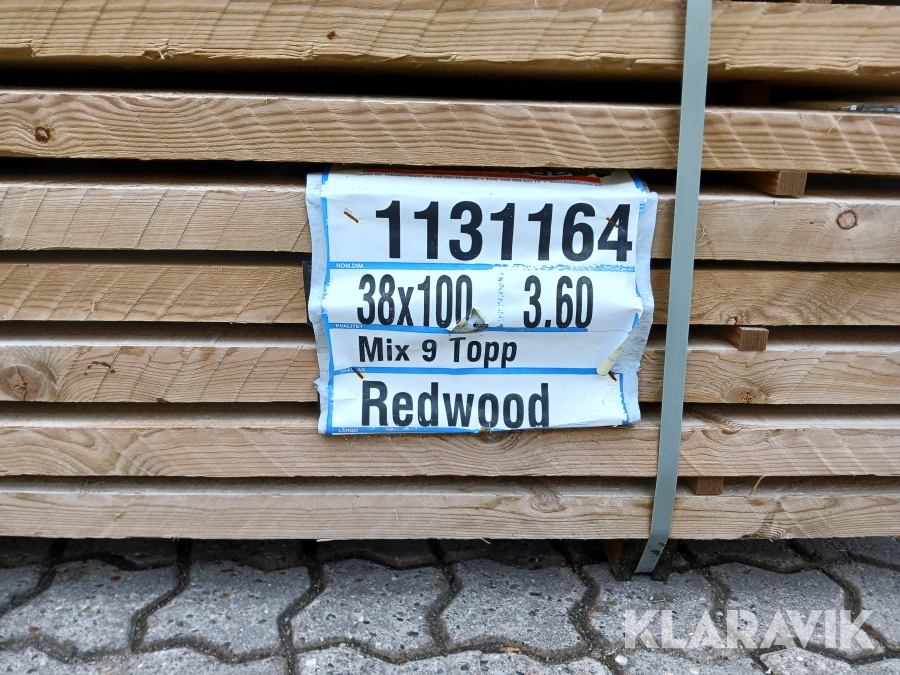 1131164
NOM.DIM.
38x100 3.60
KVALITET
Mix 9 Topp
Redwood
LÄNGD
KLARAVIK